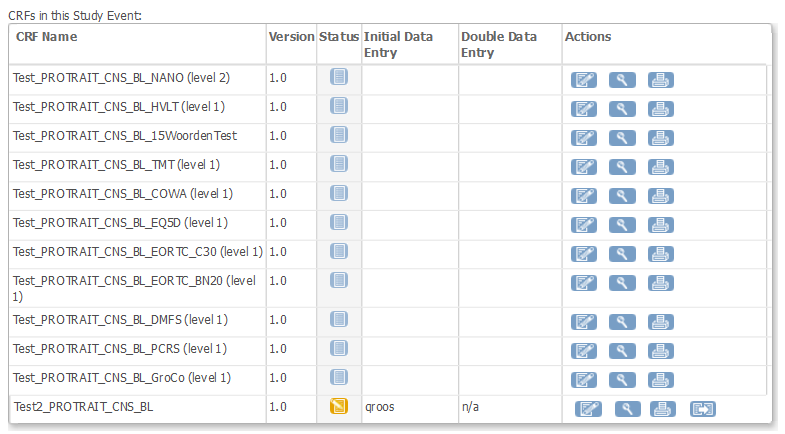 CRFs in this Study Event:
CRF Name Version Status Initial Data Entry Double Data Entry Actions
Test_PROTRAIT_CNS_BL_NANO (level 2) 1.0
Test_PROTRAIT_CNS_BL_HVLT (level 1) 1.0
Test_PROTRAIT_CNS_BL_15WoordenTest 1.0
Test_PROTRAIT_CNS_BL_TMT (level 1) 1.0
Test_PROTRAIT_CNS_BL_COWA (level 1) 1.0
Test_PROTRAIT_CNS_BL_EQ5D (level 1) 1.0
Test_PROTRAIT_CNS_BL_EORTC_C30 (level 1) 1.0
Test_PROTRAIT_CNS_BL_EORTC_BN20 (level 1.0
1)
Test_PROTRAIT_CNS_BL_DMFS (level 1) 1.0
Test_PROTRAIT_CNS_BL_PCRS (level 1) 1.0
Test_PROTRAIT_CNS_BL_GroCo (level 1) 1.0
Test2_PROTRAIT_CNS_BL 1.0 qroos n/a